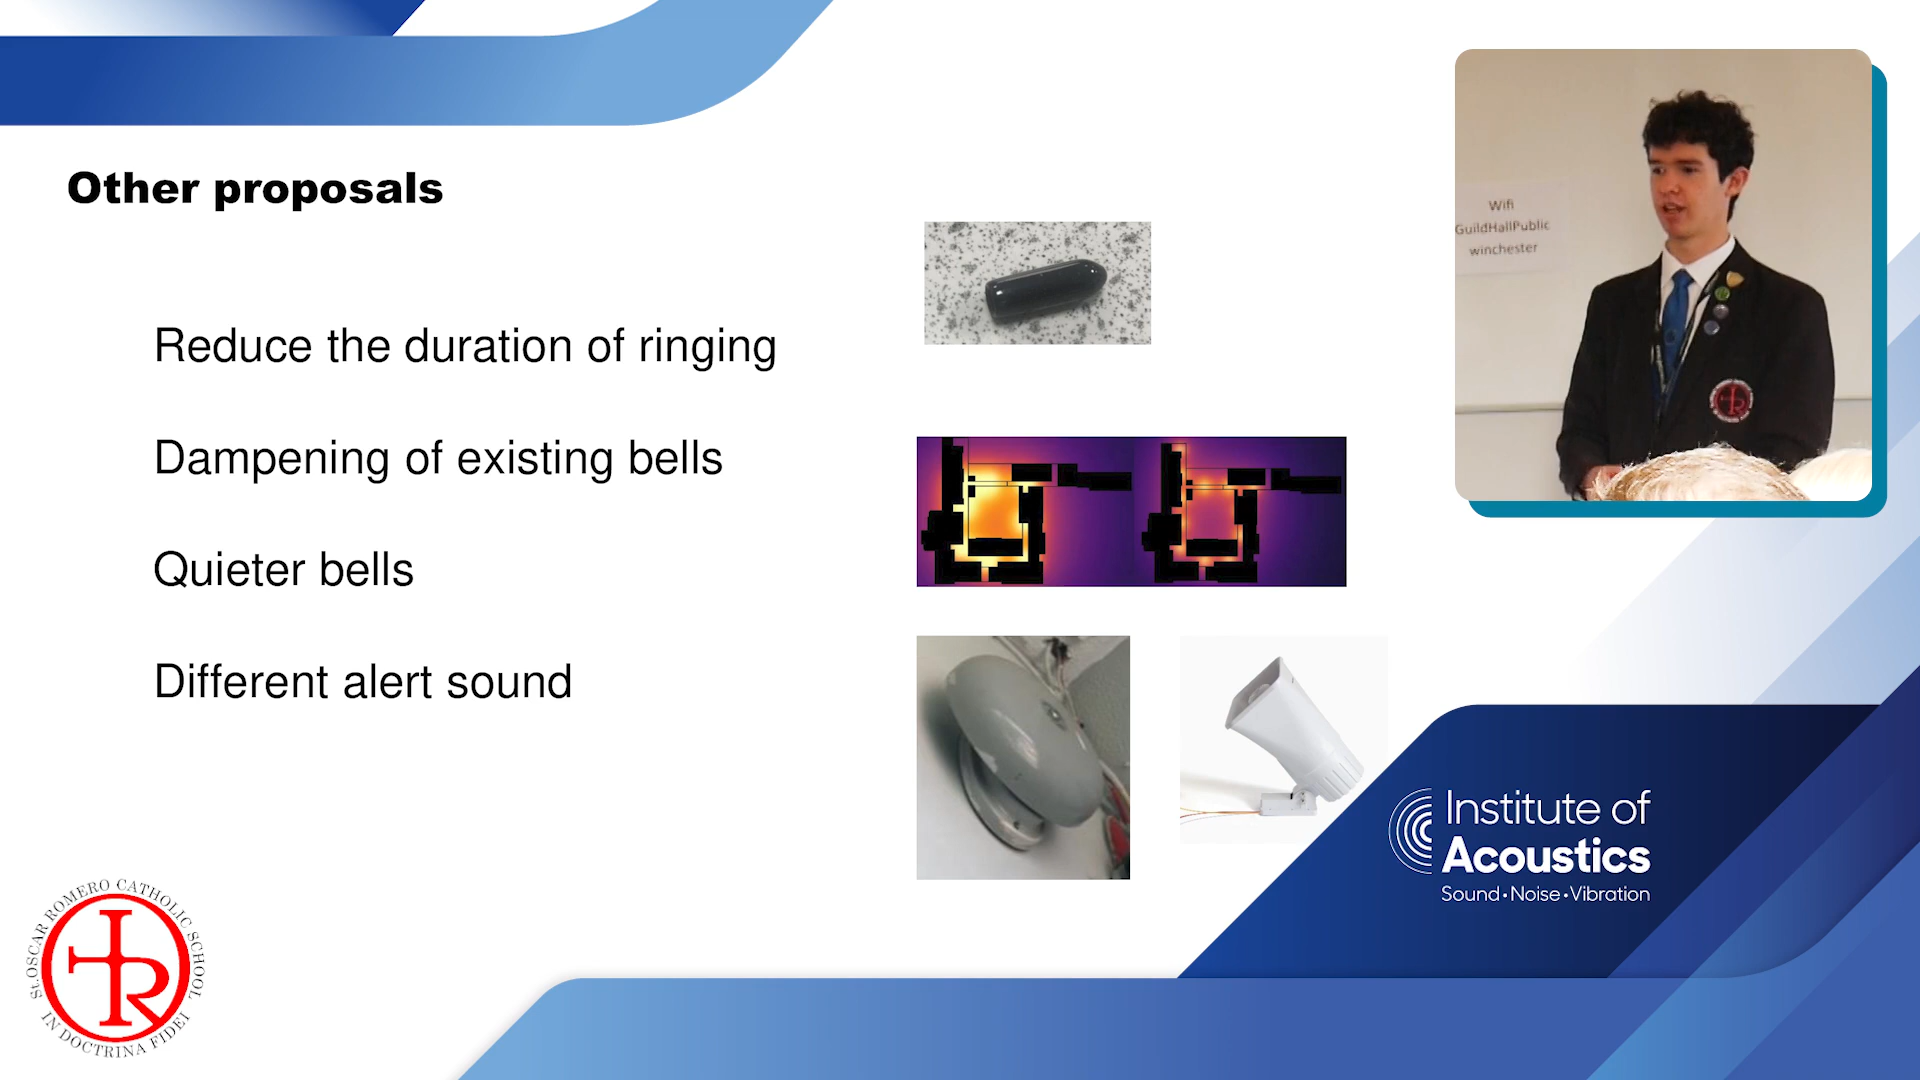 Other proposals
Reduce the duration of ringing
Dampening of existing bells
Quieter bells
Different alert sound
Wifi
GuildHallPublic
winchester
Institute of
Acoustics
Sound•Noise•Vibration
St.OSCAR ROMERO CATHOLIC SCHOOL
IN DOCTRINA FIDEI